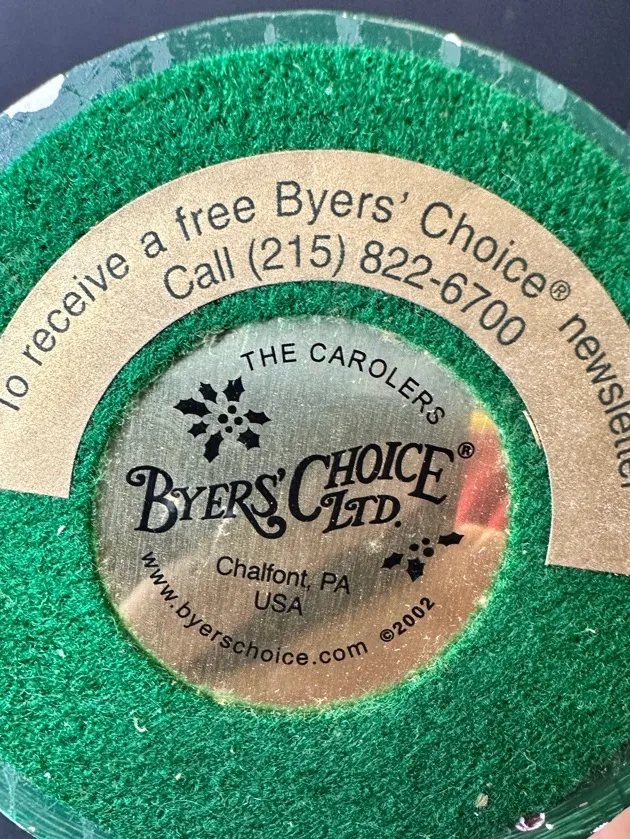 To receive a free Byers' Choice® newsletter
Call (215) 822-6700
THE CAROLERS
BYERS' CHOICE®
LTD.
Chalfont, PA
USA
www.byerschoice.com ©2002